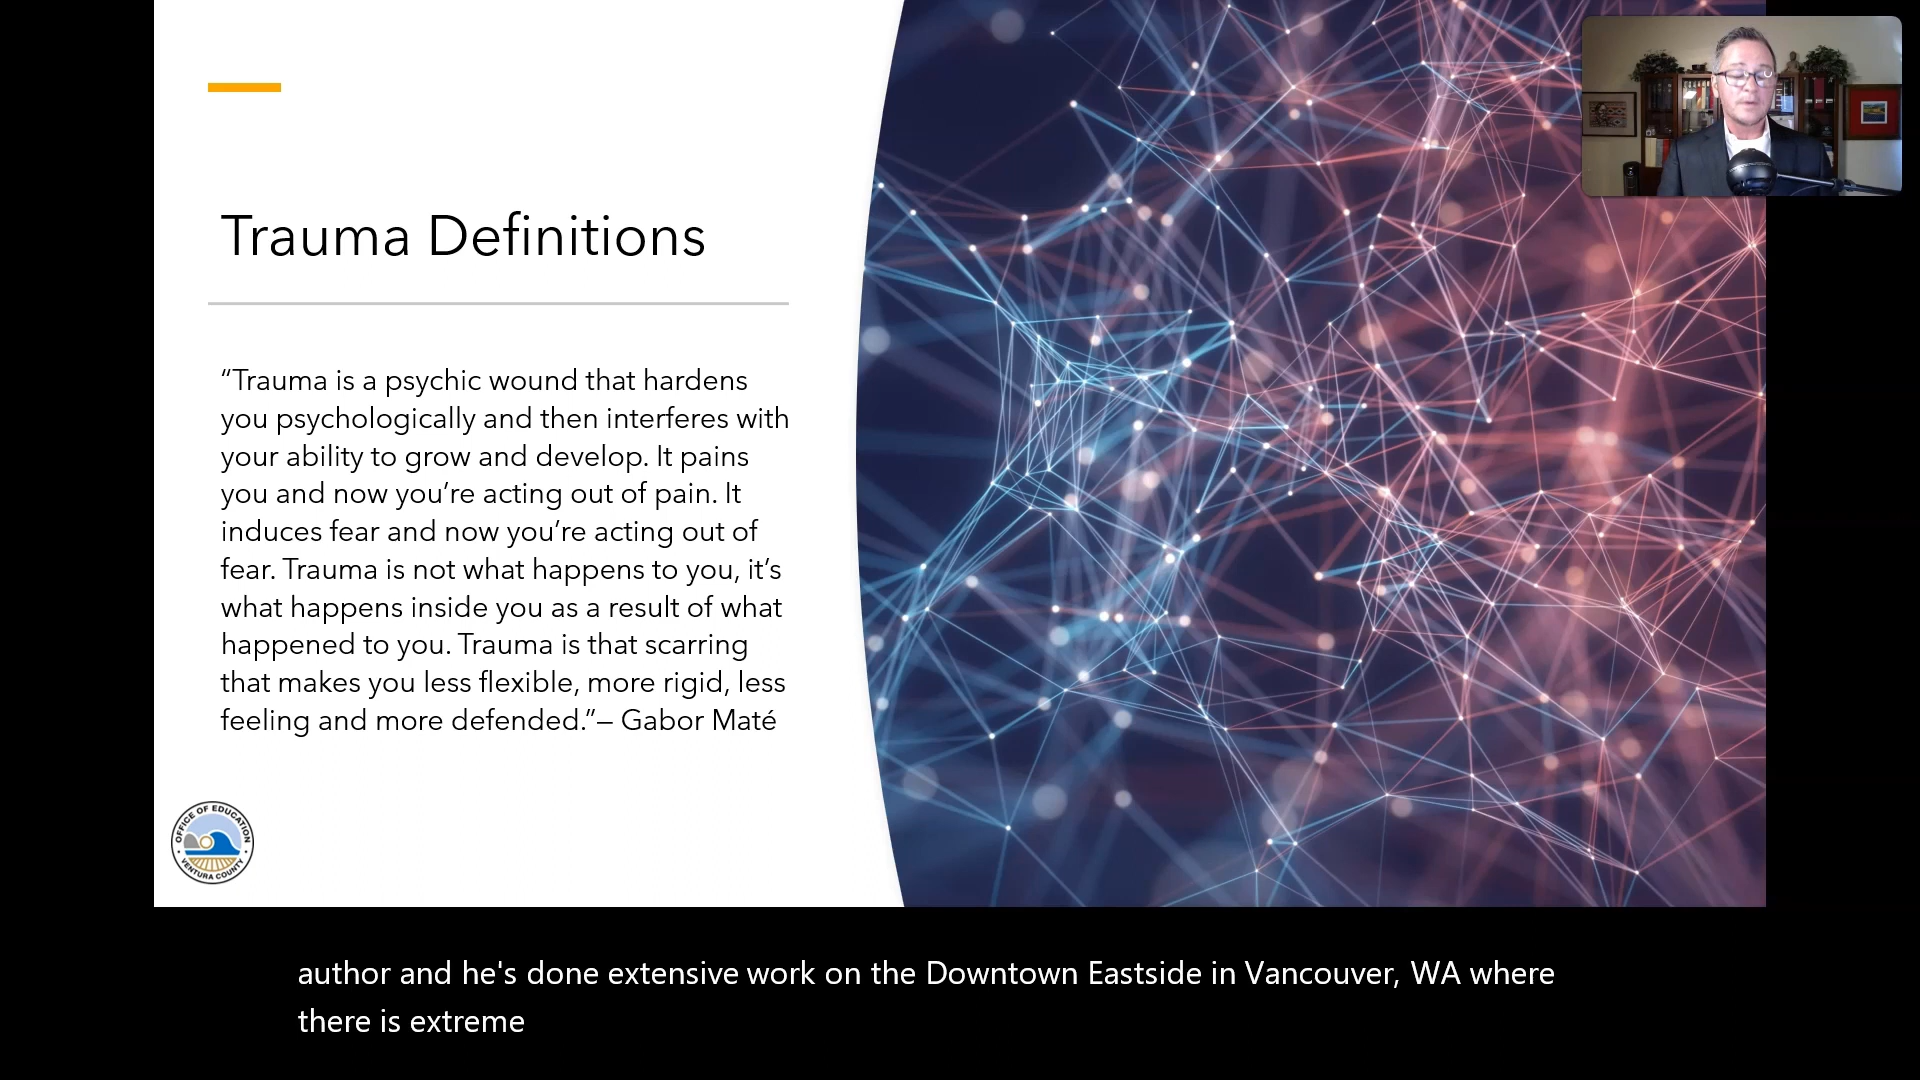 Trauma Definitions
“Trauma is a psychic wound that hardens
you psychologically and then interferes with
your ability to grow and develop. It pains
you and now you’re acting out of pain. It
induces fear and now you’re acting out of
fear. Trauma is not what happens to you, it’s
what happens inside you as a result of what
happened to you. Trauma is that scarring
that makes you less flexible, more rigid, less
feeling and more defended.”– Gabor Maté
OFFICE OF EDUCATION
VENTURA COUNTY
author and he's done extensive work on the Downtown Eastside in Vancouver, WA where
there is extreme